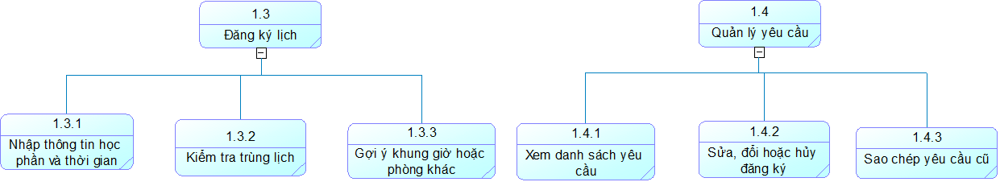 1.3
Đăng ký lịch
1.4
Quản lý yêu cầu
1.3.1
Nhập thông tin học
phần và thời gian
1.3.2
Kiểm tra trùng lịch
1.3.3
Gợi ý khung giờ hoặc
phòng khác
1.4.1
Xem danh sách yêu
cầu
1.4.2
Sửa, đổi hoặc hủy
đăng ký
1.4.3
Sao chép yêu cầu cũ